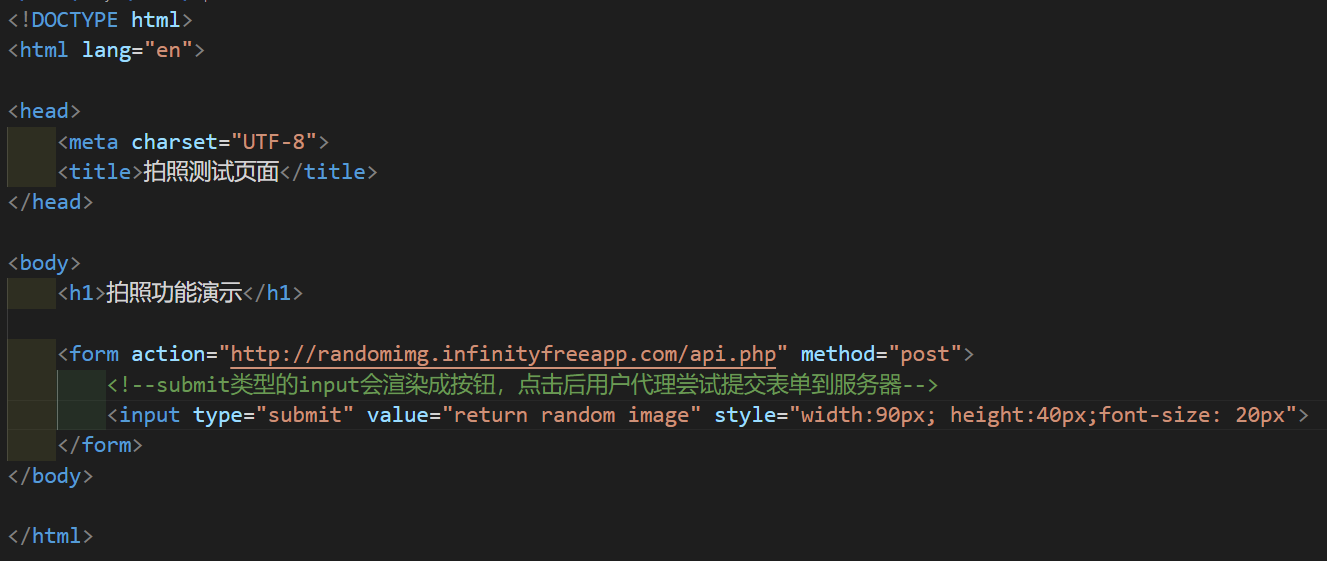 <!DOCTYPE html>
<html lang="en">
<head>
<meta charset="UTF-8">
<title>拍照测试页面</title>
</head>
<body>
<h1>拍照功能演示</h1>
<form action="http://randomimg.infinityfreeapp.com/api.php" method="post">
<!--submit类型的input会渲染成按钮，点击后用户代理尝试提交表单到服务器-->
<input type="submit" value="return random image" style="width:90px; height:40px;font-size: 20px">
</form>
</body>
</html>